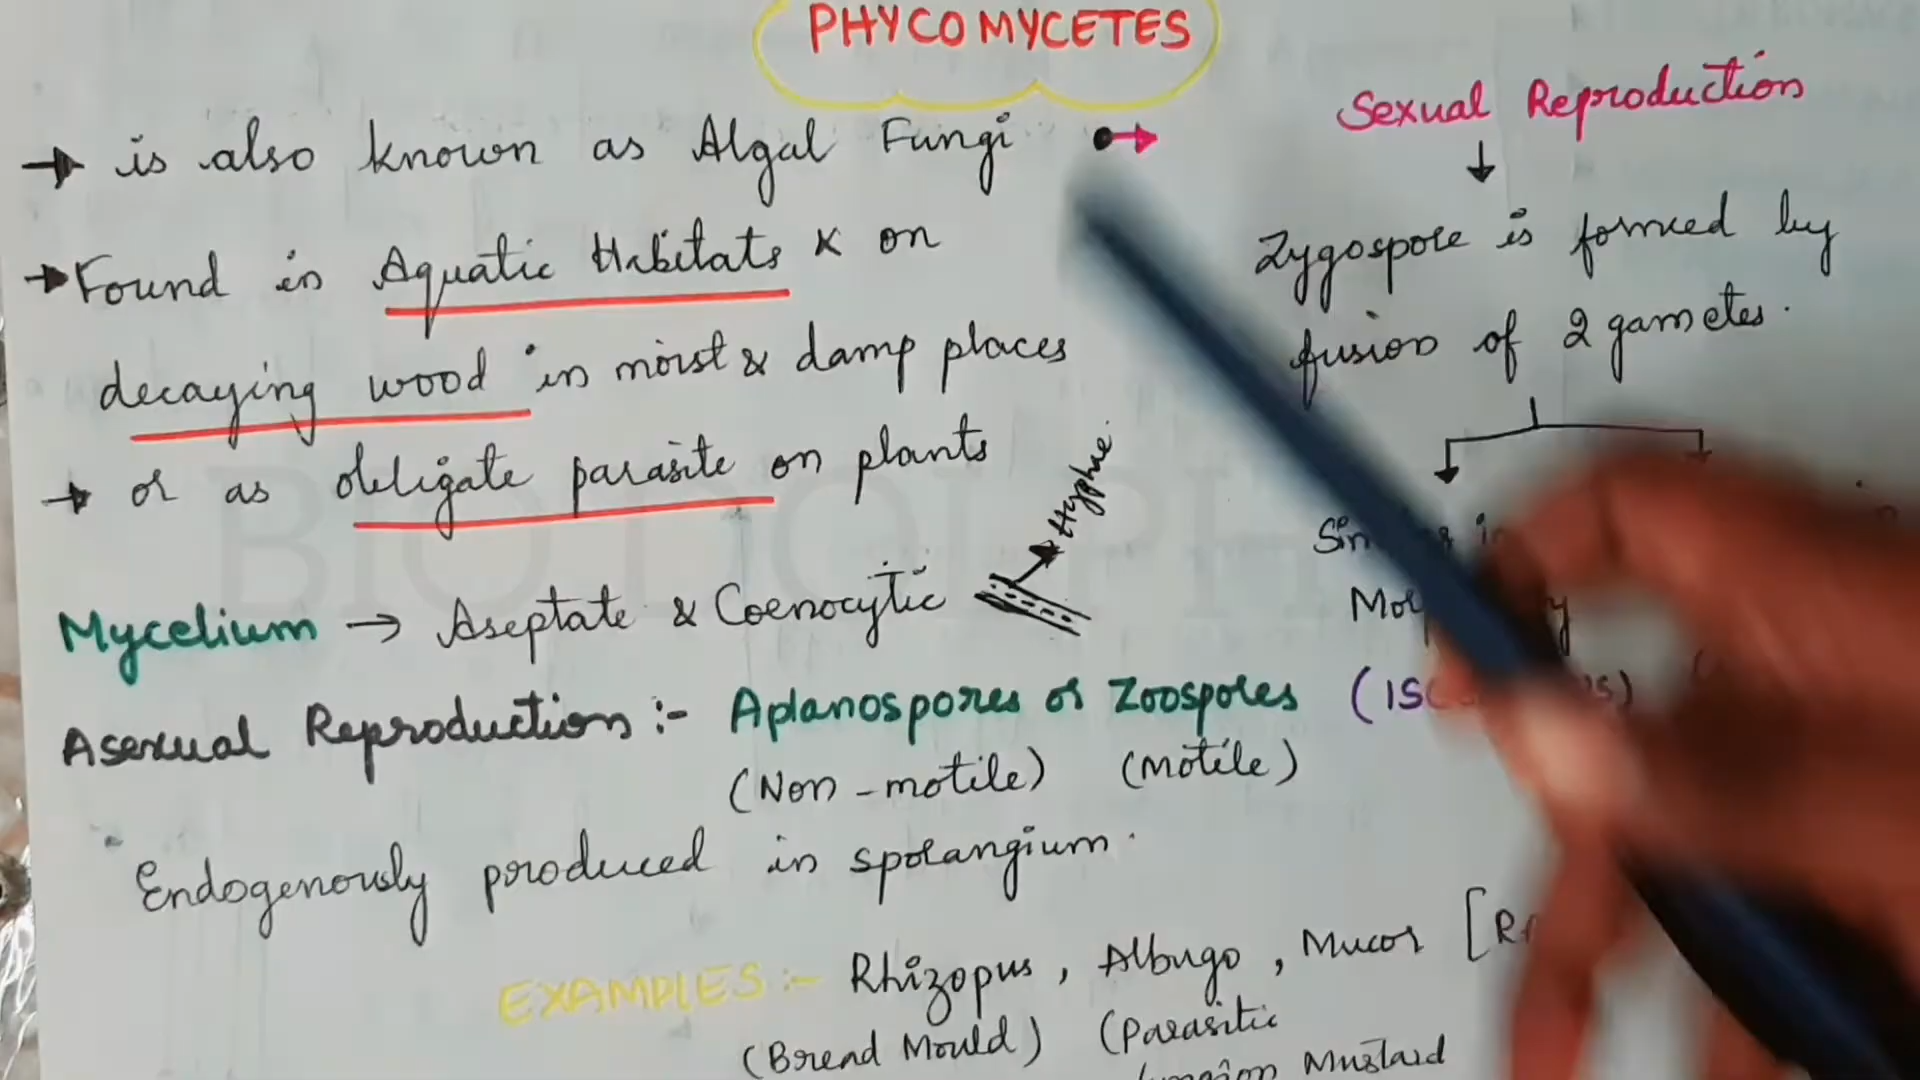 PHYCOMYCETES
→ is also known as Algal Fungi
→ Found in Aquatic Habitats & on
decaying wood in moist & damp places
→ or as obligate parasite on plants
Hyphae.
Mycelium → Aseptate & Coenocytic
Asexual Reproduction :- Aplanospores or Zoospores
(Non-motile) (Motile)
Endogenously produced in sporangium.
EXAMPLES :- Rhizopus, Albugo, Mucor [R
(Bread Mould) (Parasitic
Mustard
Sexual Reproduction
↓
Zygospore is formed by
fusion of 2 gametes.